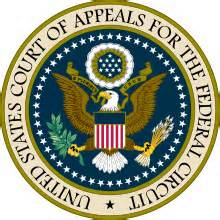 UNITED STATES COURT OF APPEALS FOR THE FEDERAL CIRCUIT